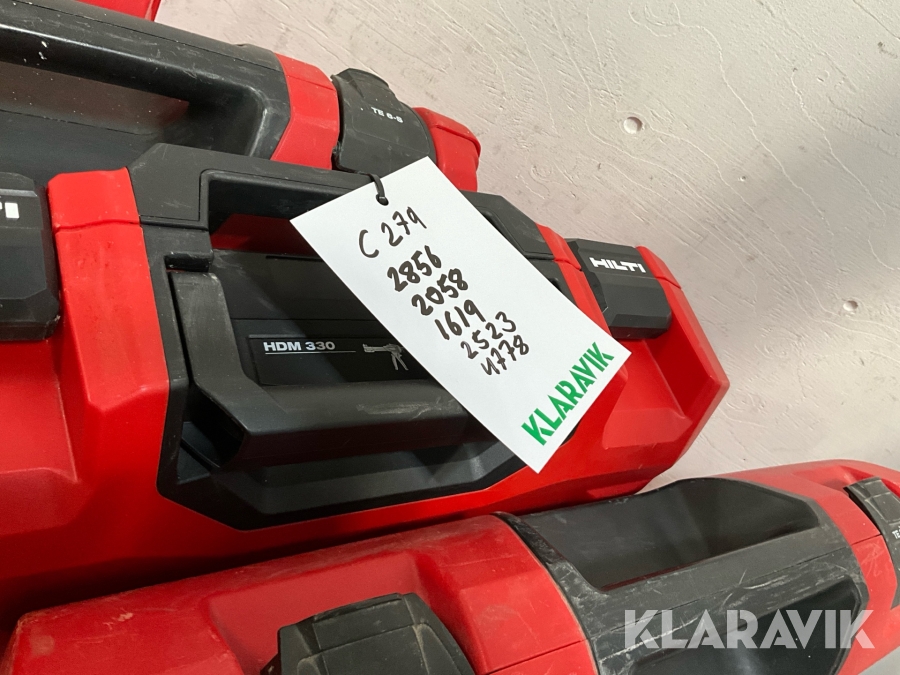 TE 6-S
C 279
2856
2058
1619
2523
4778
KLARAVIK
HILTI
HDM 330
KLARAVIK